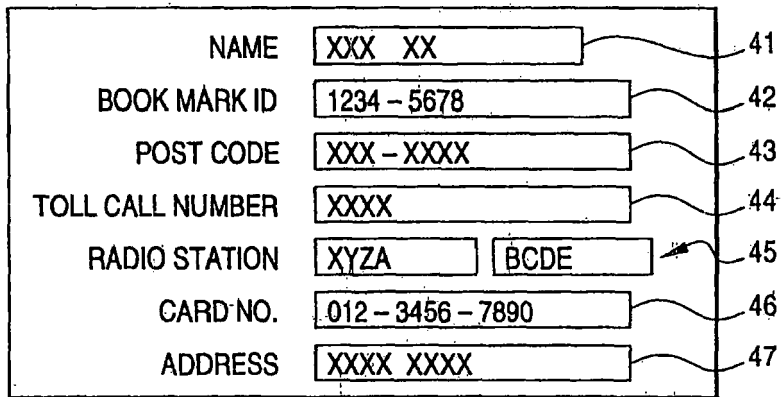 NAME XXX XX 41
BOOK MARK ID 1234 – 5678 42
POST CODE XXX – XXXX 43
TOLL CALL NUMBER XXXX 44
RADIO STATION XYZA BCDE 45
CARD NO. 012 – 3456 – 7890 46
ADDRESS XXXX XXXX 47